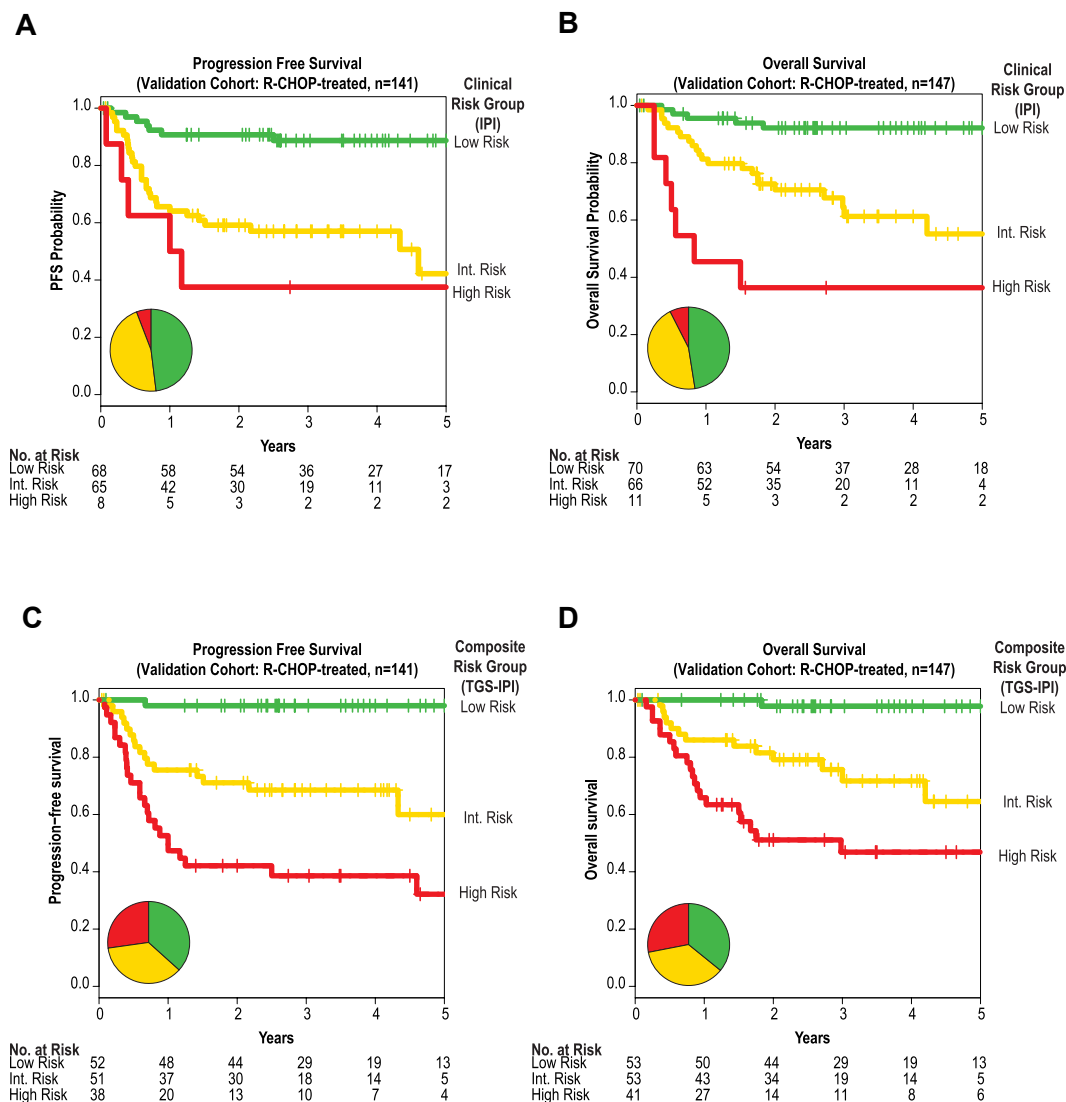 A
Progression Free Survival
(Validation Cohort: R-CHOP-treated, n=141)
Clinical
Risk Group
(IPI)
PFS Probability
1.0
0.8
0.6
0.4
0.2
0.0
Low Risk
Int. Risk
High Risk
0 1 2 3 4 5
Years
No. at Risk
Low Risk 68 58 54 36 27 17
Int. Risk 65 42 30 19 11 3
High Risk 8 5 3 2 2 2
B
Overall Survival
(Validation Cohort: R-CHOP-treated, n=147)
Clinical
Risk Group
(IPI)
Overall Survival Probability
1.0
0.8
0.6
0.4
0.2
0.0
Low Risk
Int. Risk
High Risk
0 1 2 3 4 5
Years
No. at Risk
Low Risk 70 63 54 37 28 18
Int. Risk 66 52 35 20 11 4
High Risk 11 5 3 2 2 2
C
Progression Free Survival
(Validation Cohort: R-CHOP-treated, n=141)
Composite
Risk Group
(TGS-IPI)
Progression-free survival
1.0
0.8
0.6
0.4
0.2
0.0
Low Risk
Int. Risk
High Risk
0 1 2 3 4 5
Years
No. at Risk
Low Risk 52 48 44 29 19 13
Int. Risk 51 37 30 18 14 5
High Risk 38 20 13 10 7 4
D
Overall Survival
(Validation Cohort: R-CHOP-treated, n=147)
Composite
Risk Group
(TGS-IPI)
Overall survival
1.0
0.8
0.6
0.4
0.2
0.0
Low Risk
Int. Risk
High Risk
0 1 2 3 4 5
Years
No. at Risk
Low Risk 53 50 44 29 19 13
Int. Risk 53 43 34 19 14 5
High Risk 41 27 14 11 8 6